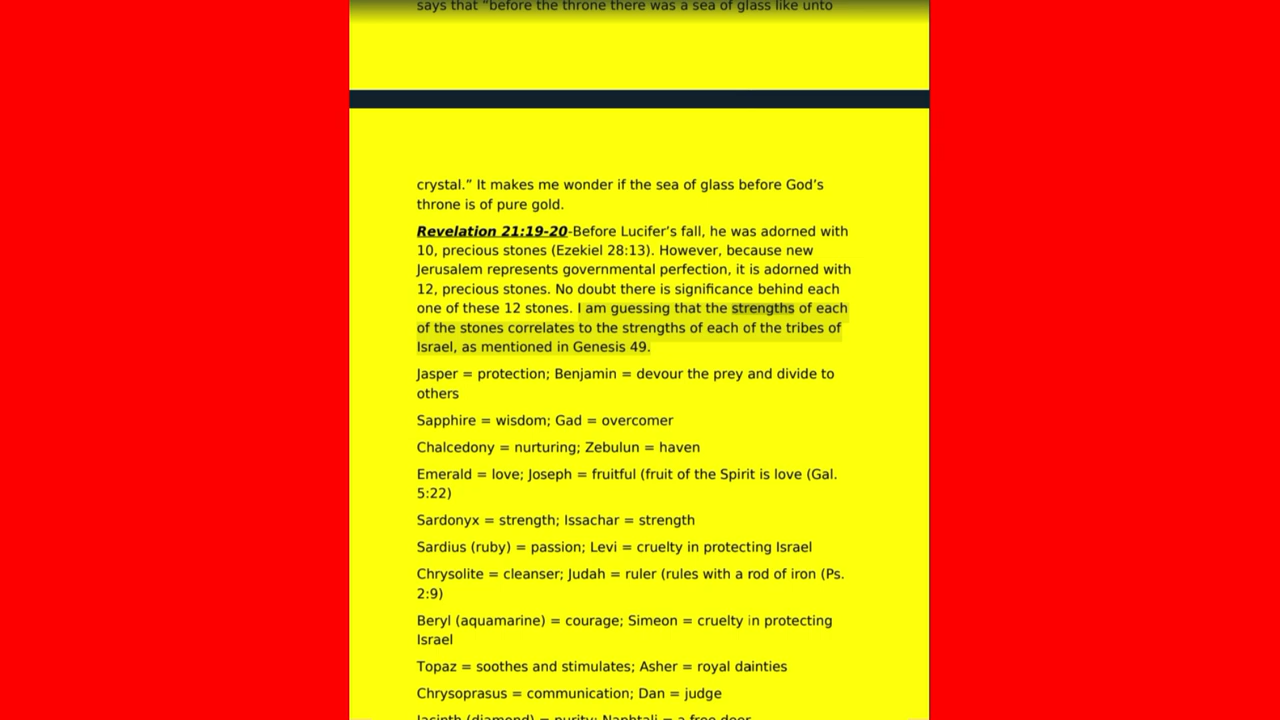 says that “before the throne there was a sea of glass like unto
crystal.” It makes me wonder if the sea of glass before God’s
throne is of pure gold.
Revelation 21:19-20-Before Lucifer’s fall, he was adorned with
10, precious stones (Ezekiel 28:13). However, because new
Jerusalem represents governmental perfection, it is adorned with
12, precious stones. No doubt there is significance behind each
one of these 12 stones. I am guessing that the strengths of each
of the stones correlates to the strengths of each of the tribes of
Israel, as mentioned in Genesis 49.
Jasper = protection; Benjamin = devour the prey and divide to
others
Sapphire = wisdom; Gad = overcomer
Chalcedony = nurturing; Zebulun = haven
Emerald = love; Joseph = fruitful (fruit of the Spirit is love (Gal.
5:22)
Sardonyx = strength; Issachar = strength
Sardius (ruby) = passion; Levi = cruelty in protecting Israel
Chrysolite = cleanser; Judah = ruler (rules with a rod of iron (Ps.
2:9)
Beryl (aquamarine) = courage; Simeon = cruelty in protecting
Israel
Topaz = soothes and stimulates; Asher = royal dainties
Chrysoprasus = communication; Dan = judge
Jacinth (diamond) = purity; Naphtali = a free deer